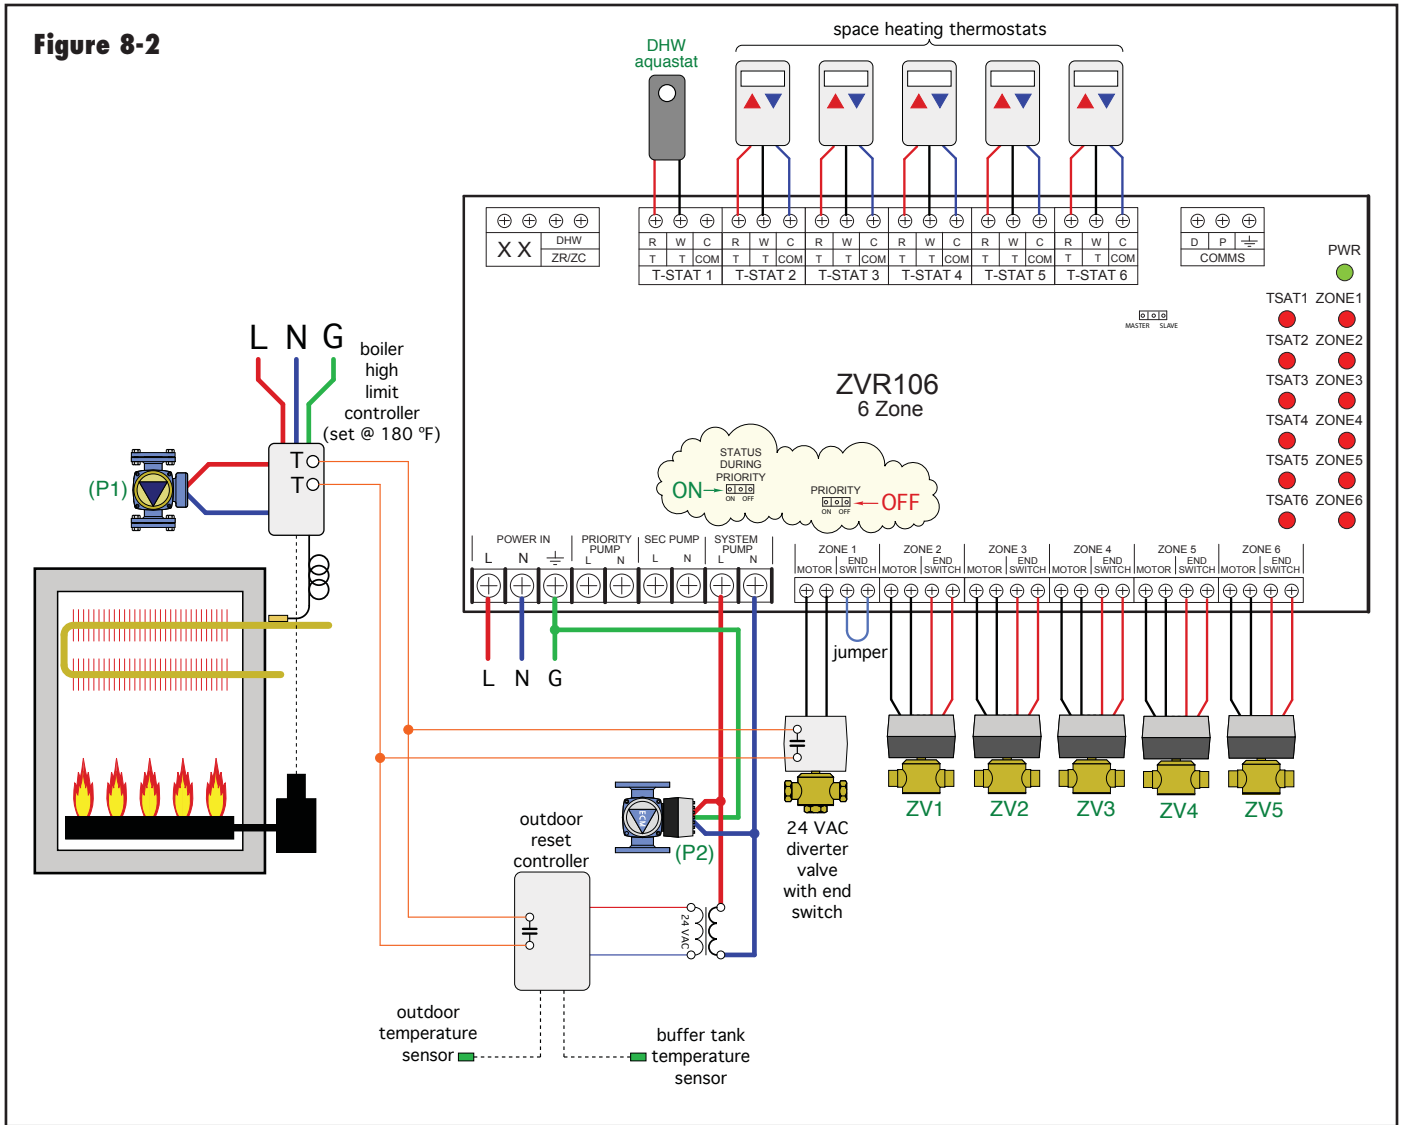 Figure 8-2
space heating thermostats
DHW
aquastat
X X
DHW
ZR/ZC
R W C
T T COM
T-STAT 1
R W C
T T COM
T-STAT 2
R W C
T T COM
T-STAT 3
R W C
T T COM
T-STAT 4
R W C
T T COM
T-STAT 5
R W C
T T COM
T-STAT 6
D P
COMMS
PWR
TSAT1 ZONE1
TSAT2 ZONE2
TSAT3 ZONE3
TSAT4 ZONE4
TSAT5 ZONE5
TSAT6 ZONE6
MASTER SLAVE
ZVR106
6 Zone
L N G
boiler
high
limit
controller
(set @ 180 ºF)
T
T
(P1)
STATUS
DURING
PRIORITY
ON
ON OFF
PRIORITY
ON OFF
OFF
POWER IN
L N
PRIORITY
PUMP
L N
SEC PUMP
L N
SYSTEM
PUMP
L N
ZONE 1
MOTOR
END
SWITCH
ZONE 2
MOTOR
END
SWITCH
ZONE 3
MOTOR
END
SWITCH
ZONE 4
MOTOR
END
SWITCH
ZONE 5
MOTOR
END
SWITCH
ZONE 6
MOTOR
END
SWITCH
L N G
jumper
ECM
(P2)
24 VAC
diverter
valve
with end
switch
ZV1
ZV2
ZV3
ZV4
ZV5
outdoor
reset
controller
24 VAC
outdoor
temperature
sensor
buffer tank
temperature
sensor